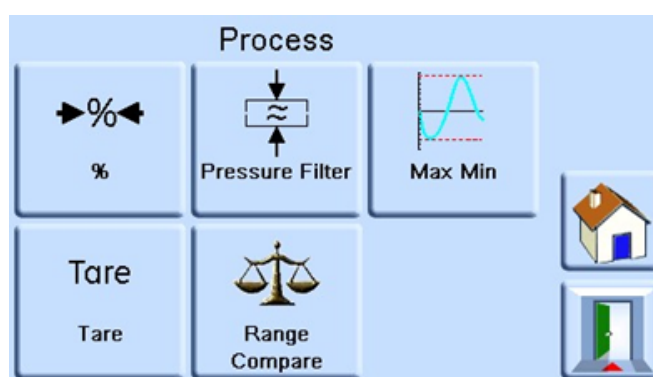 Process
%
%
Pressure Filter
Max Min
Tare
Tare
Range
Compare